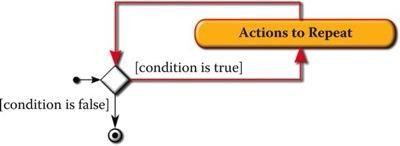 Actions to Repeat
[condition is true]
[condition is false]